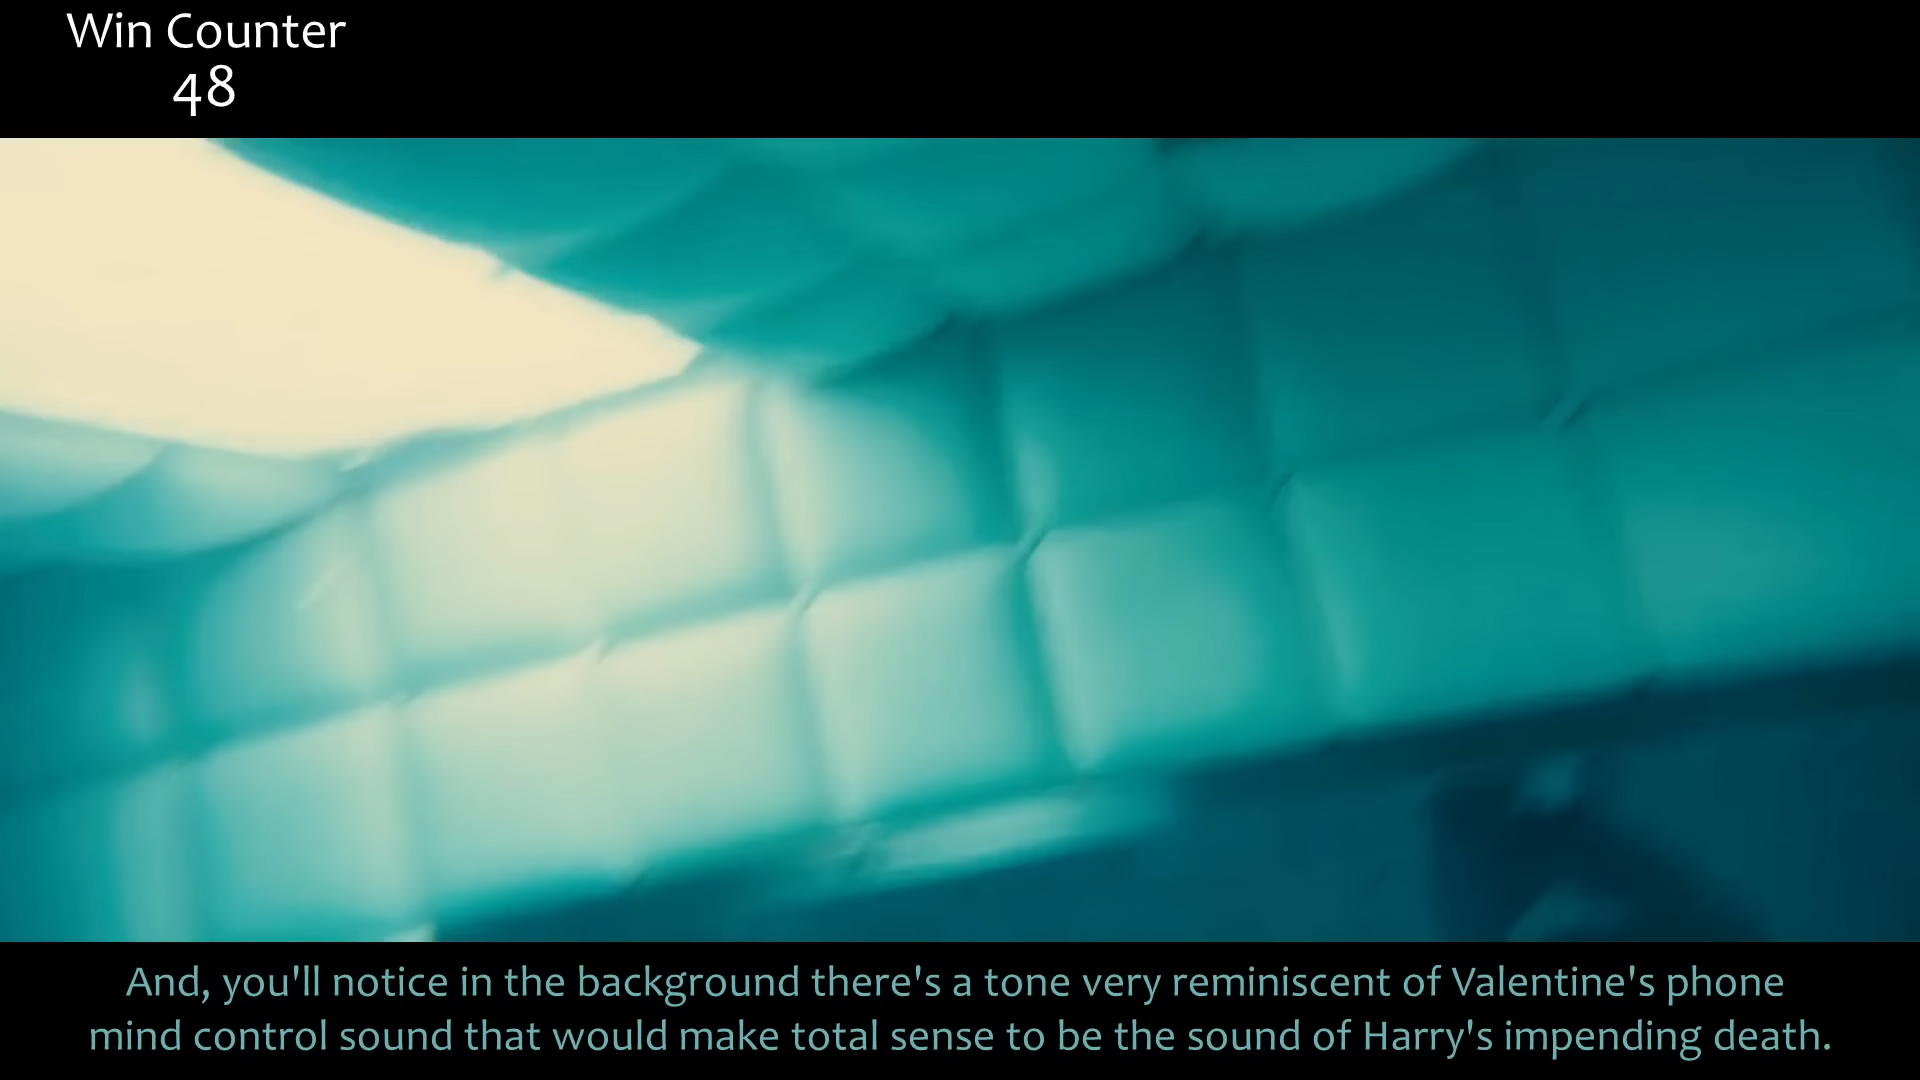 Win Counter
48
And, you'll notice in the background there's a tone very reminiscent of Valentine's phone
mind control sound that would make total sense to be the sound of Harry's impending death.